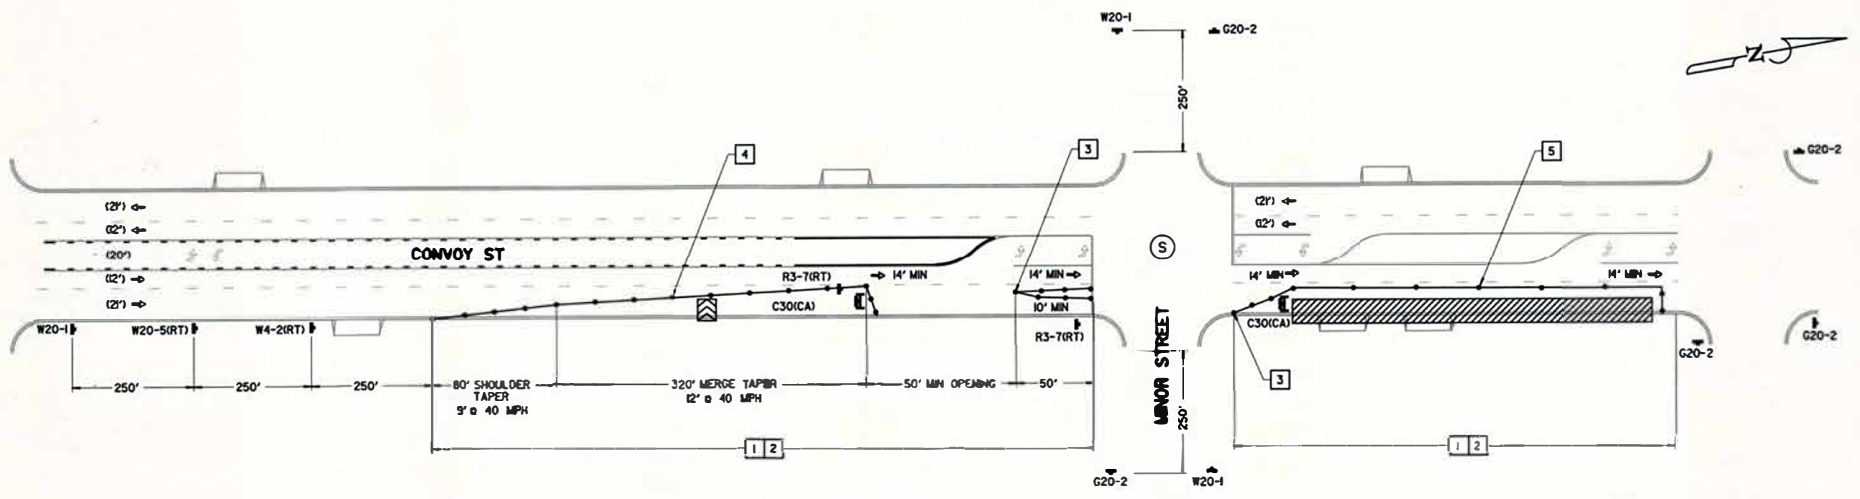 W20-1
G20-2
N
250'
G20-2
4
3
5
(21') ←
(12') ←
(20')
(12') →
(21') →
CONVOY ST
R3-7(RT)
→ 14' MIN
14' MIN →
C30(CA)
10' MIN
R3-7(RT)
S
(21') ←
(12') ←
14' MIN →
14' MIN →
C30(CA)
W20-1
W20-5(RT)
W4-2(RT)
G20-2
G20-2
MINOR STREET
3
250'
250'
250'
80' SHOULDER
TAPER
9' @ 40 MPH
320' MERGE TAPER
12' @ 40 MPH
50' MIN OPENING
50'
250'
1 2
1 2
G20-2
W20-1